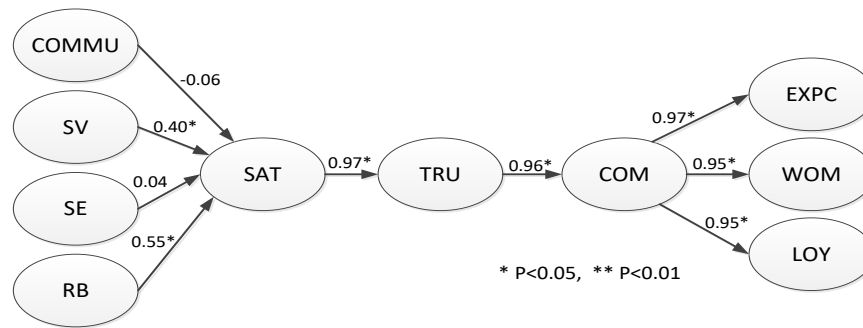 COMMU
-0.06
EXPC
SV
0.40*
0.97*
SAT
0.97*
TRU
0.96*
COM
0.95*
WOM
SE
0.04
0.95*
RB
0.55*
LOY
* P<0.05, ** P<0.01